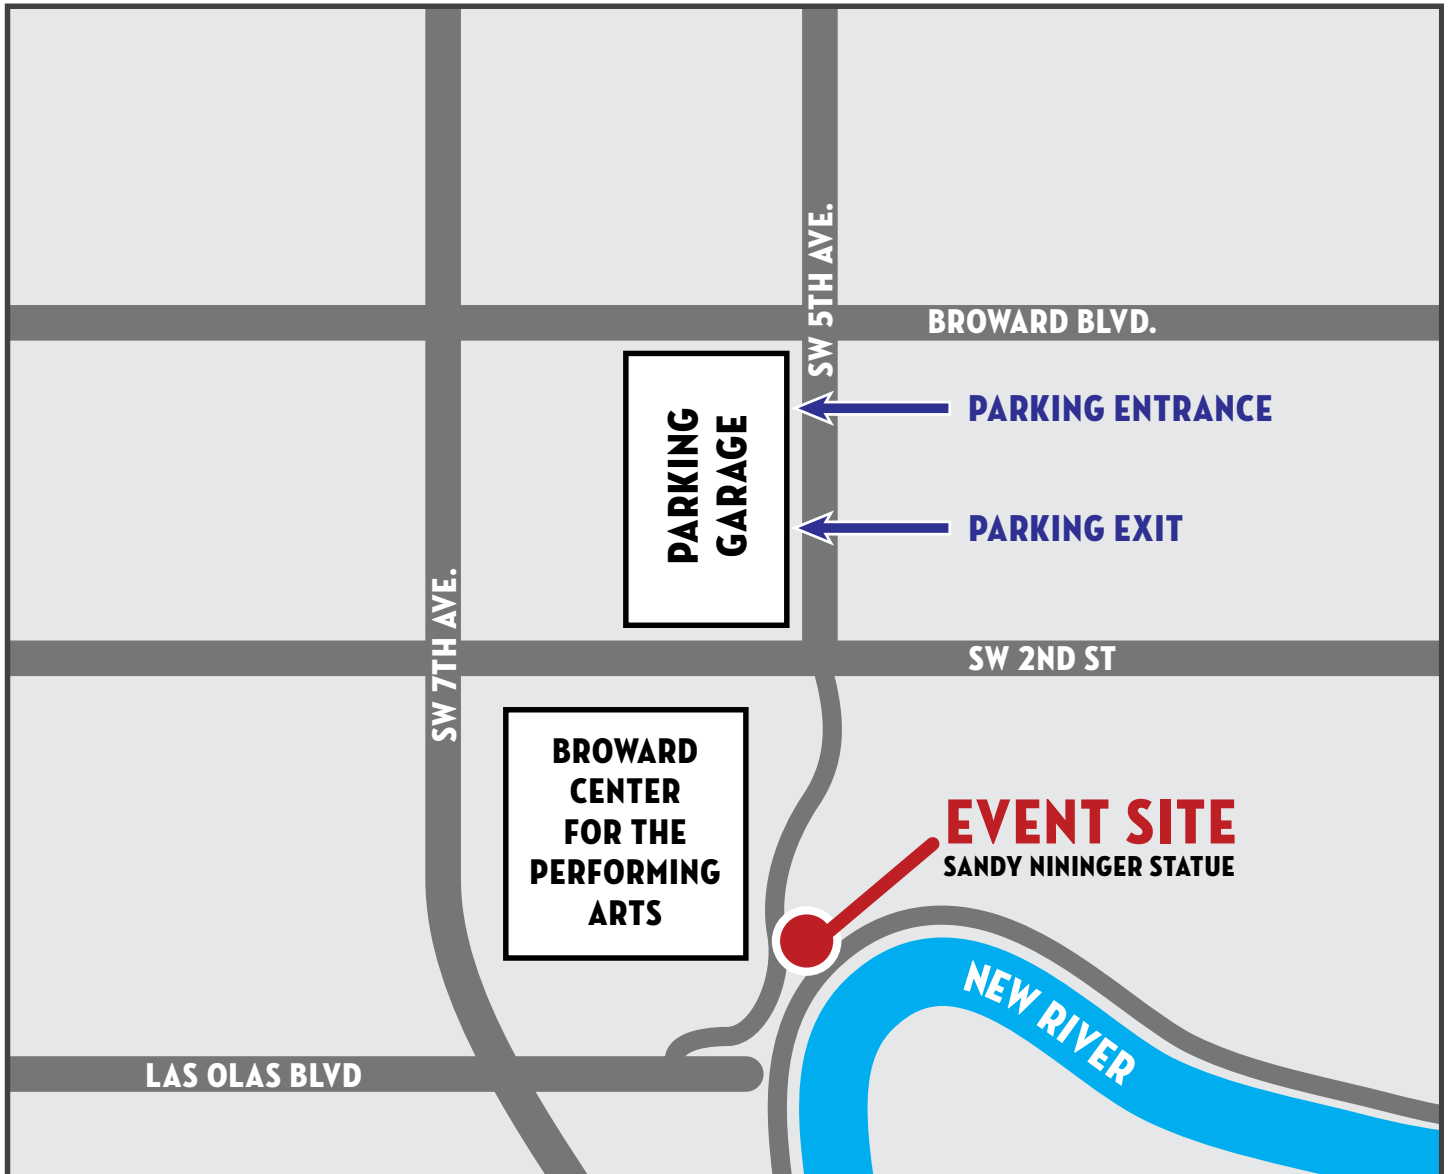 SW 5TH AVE.
BROWARD BLVD.
PARKING
GARAGE
PARKING ENTRANCE
PARKING EXIT
SW 7TH AVE.
SW 2ND ST
BROWARD
CENTER
FOR THE
PERFORMING
ARTS
EVENT SITE
SANDY NININGER STATUE
NEW RIVER
LAS OLAS BLVD